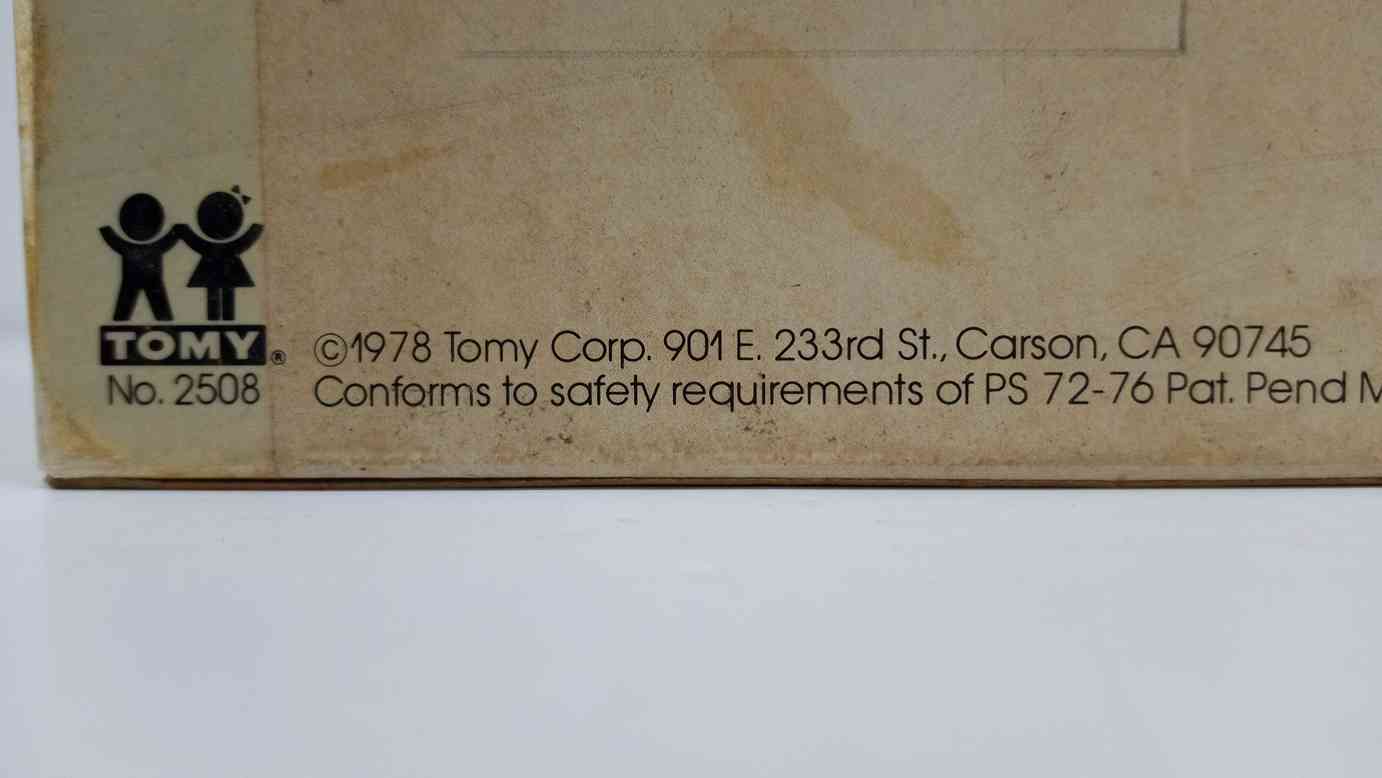 TOMY®
No. 2508
©1978 Tomy Corp. 901 E. 233rd St., Carson, CA 90745
Conforms to safety requirements of PS 72-76 Pat. Pend